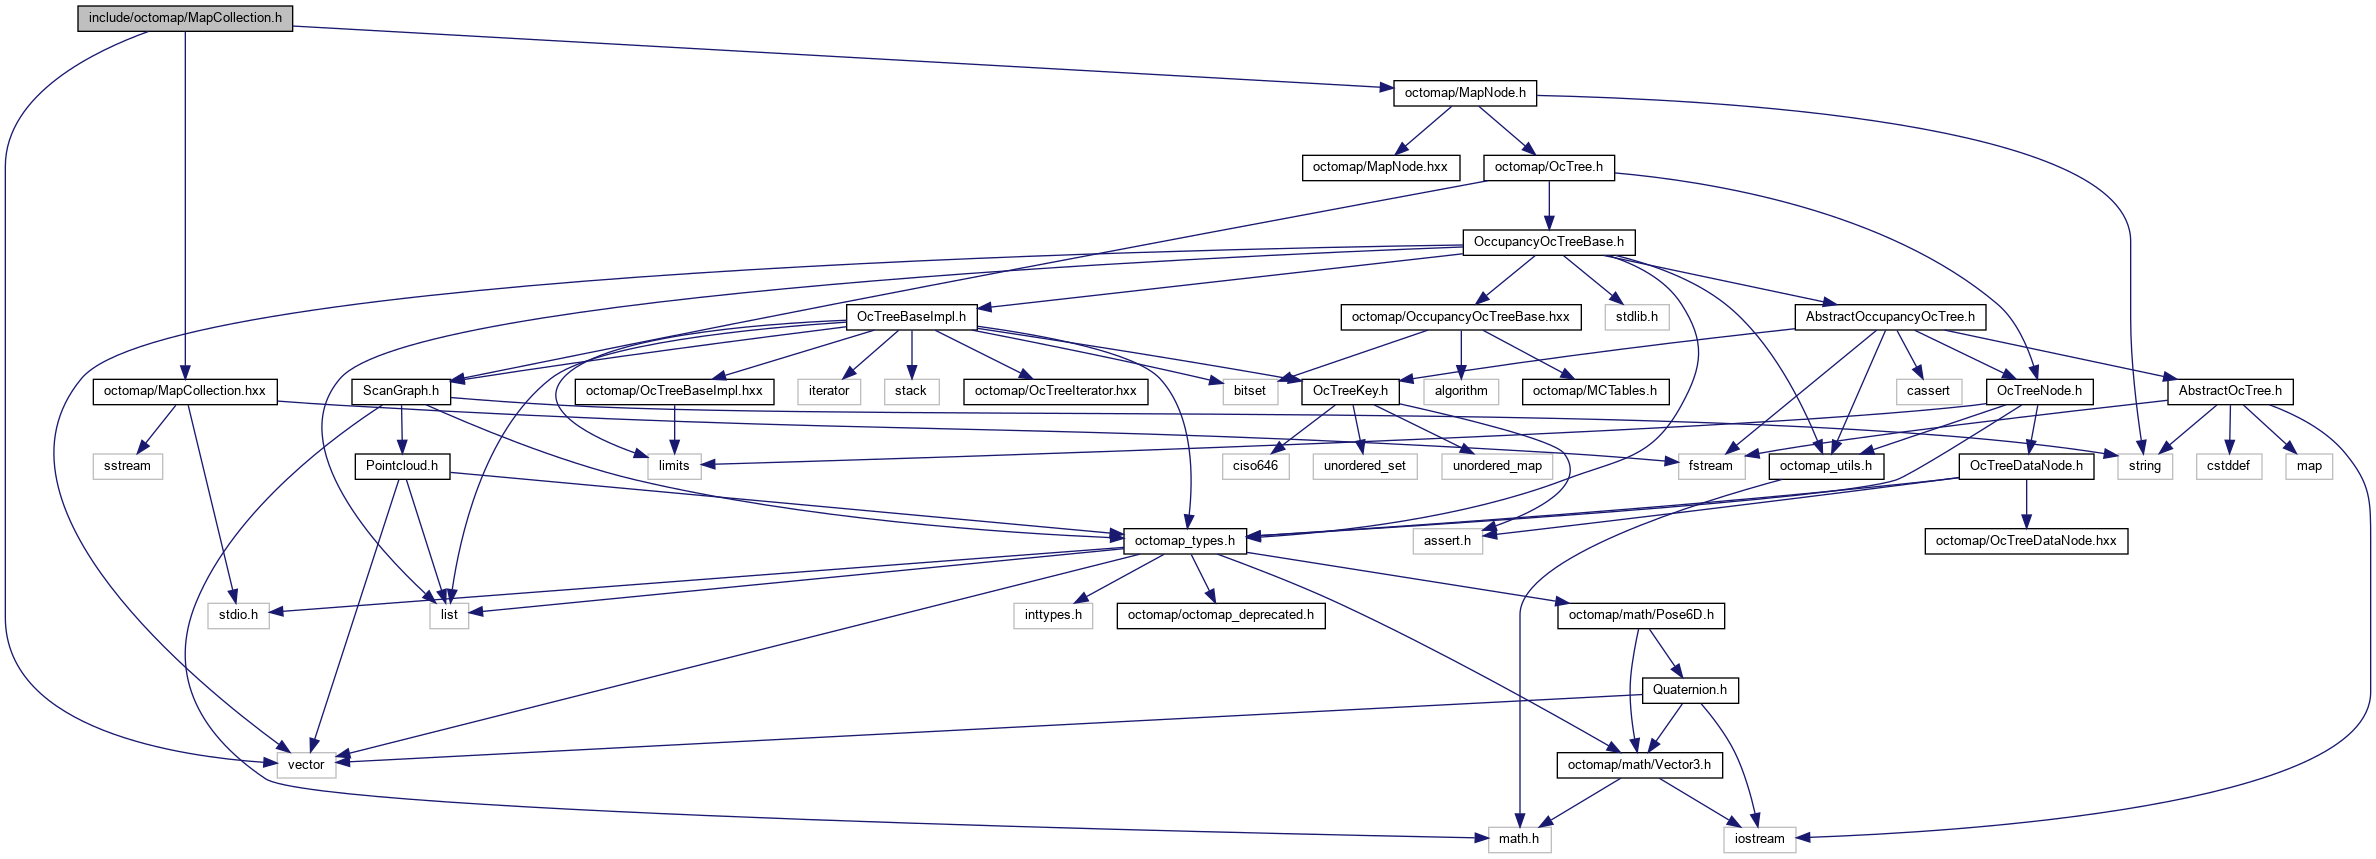 include/octomap/MapCollection.h
octomap/MapNode.h
octomap/MapNode.hxx
octomap/OcTree.h
OccupancyOcTreeBase.h
OcTreeBaseImpl.h
octomap/OccupancyOcTreeBase.hxx
stdlib.h
AbstractOccupancyOcTree.h
octomap/MapCollection.hxx
ScanGraph.h
octomap/OcTreeBaseImpl.hxx
iterator
stack
octomap/OcTreeIterator.hxx
bitset
OcTreeKey.h
algorithm
octomap/MCTables.h
cassert
OcTreeNode.h
AbstractOcTree.h
sstream
Pointcloud.h
limits
ciso646
unordered_set
unordered_map
fstream
octomap_utils.h
OcTreeDataNode.h
string
cstddef
map
octomap_types.h
assert.h
octomap/OcTreeDataNode.hxx
stdio.h
list
inttypes.h
octomap/octomap_deprecated.h
octomap/math/Pose6D.h
Quaternion.h
vector
octomap/math/Vector3.h
math.h
iostream